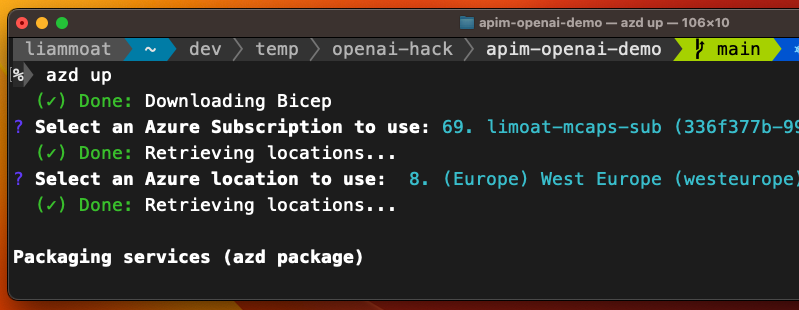 apim-openai-demo — azd up — 106×10
liammoat ~ dev temp openai-hack apim-openai-demo main
% azd up
(✓) Done: Downloading Bicep
? Select an Azure Subscription to use: 69. limoat-mcaps-sub (336f377b-99
(✓) Done: Retrieving locations...
? Select an Azure location to use: 8. (Europe) West Europe (westeurope)
(✓) Done: Retrieving locations...
Packaging services (azd package)